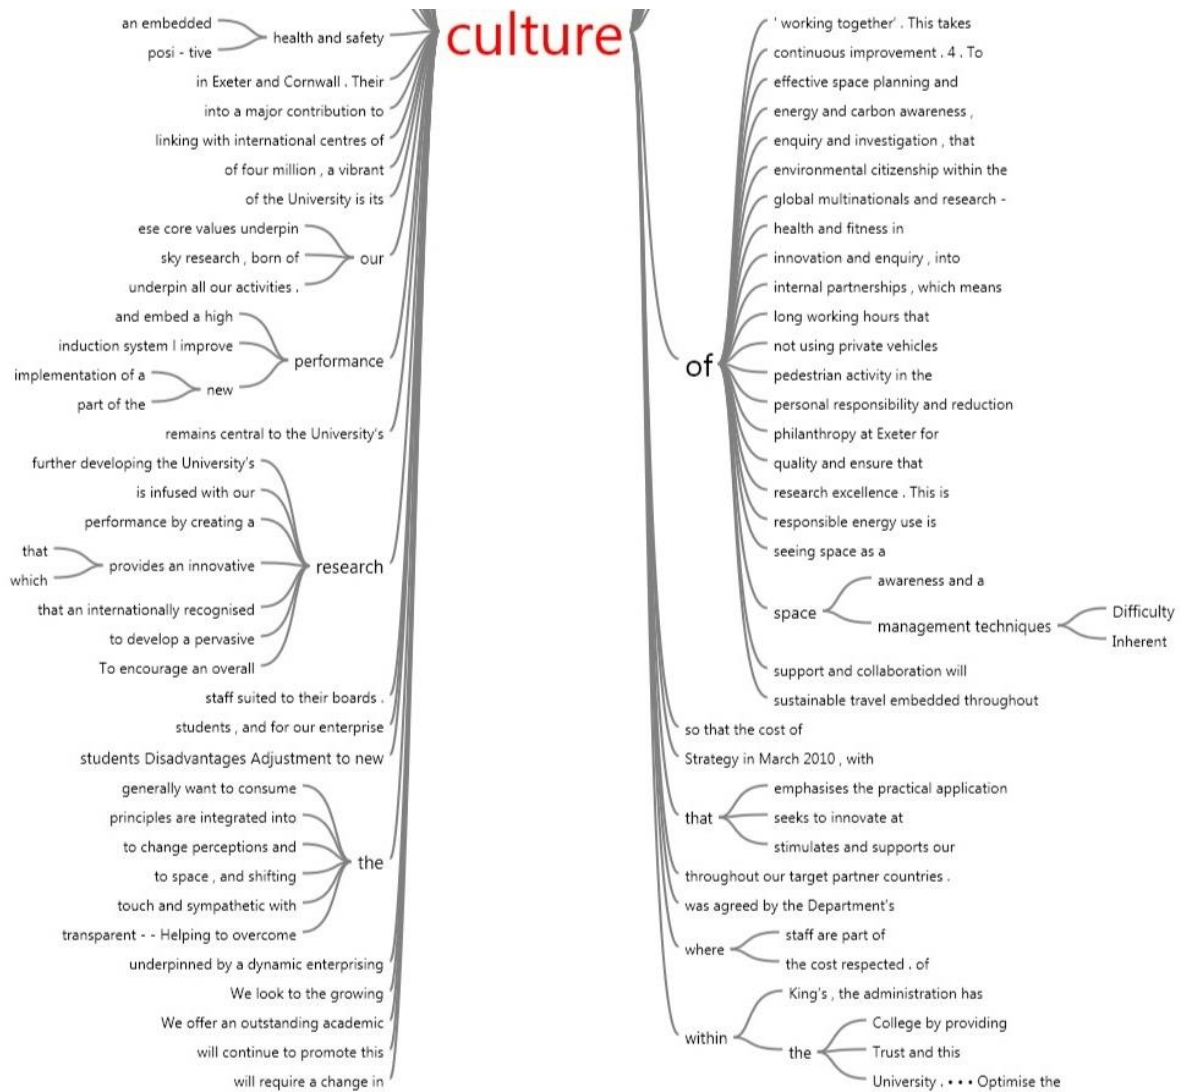 culture
an embedded
posi - tive
health and safety
in Exeter and Cornwall . Their
into a major contribution to
linking with international centres of
of four million , a vibrant
of the University is its
ese core values underpin
sky research , born of
underpin all our activities .
our
and embed a high
induction system I improve
implementation of a
part of the
new
performance
remains central to the University's
further developing the University's
is infused with our
performance by creating a
that
which
provides an innovative
that an internationally recognised
to develop a pervasive
To encourage an overall
research
staff suited to their boards .
students , and for our enterprise
students Disadvantages Adjustment to new
generally want to consume
principles are integrated into
to change perceptions and
to space , and shifting
touch and sympathetic with
transparent - - Helping to overcome
the
underpinned by a dynamic enterprising
We look to the growing
We offer an outstanding academic
will continue to promote this
will require a change in
of
' working together' . This takes
continuous improvement . 4 . To
effective space planning and
energy and carbon awareness ,
enquiry and investigation , that
environmental citizenship within the
global multinationals and research -
health and fitness in
innovation and enquiry , into
internal partnerships , which means
long working hours that
not using private vehicles
pedestrian activity in the
personal responsibility and reduction
philanthropy at Exeter for
quality and ensure that
research excellence . This is
responsible energy use is
seeing space as a
space
awareness and a
management techniques
Difficulty
Inherent
support and collaboration will
sustainable travel embedded throughout
so that the cost of
Strategy in March 2010 , with
that
emphasises the practical application
seeks to innovate at
stimulates and supports our
throughout our target partner countries .
was agreed by the Department's
where
staff are part of
the cost respected . of
within
King's , the administration has
the
College by providing
Trust and this
University . • • • Optimise the